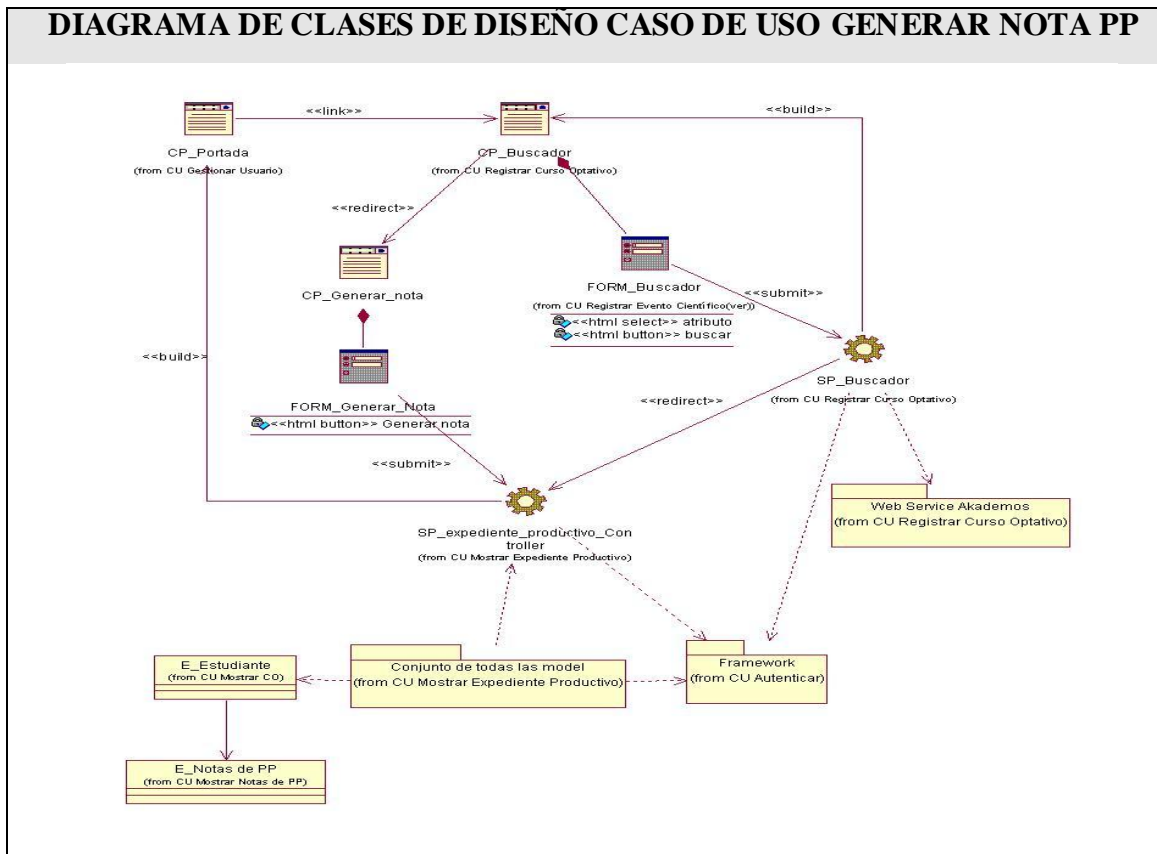 DIAGRAMA DE CLASES DE DISEÑO CASO DE USO GENERAR NOTA PP
<<link>>
<<build>>
CP_Portada
(from CU Gestionar Usuario)
CP_Buscador
(from CU Registrar Curso Optativo)
<<redirect>>
CP_Generar_nota
FORM_Buscador
(from CU Registrar Evento Científico(ver))
<<html select>> atributo
<<html button>> buscar
<<submit>>
<<build>>
SP_Buscador
(from CU Registrar Curso Optativo)
FORM_Generar_Nota
<<html button>> Generar nota
<<redirect>>
<<submit>>
Web Service Akademos
(from CU Registrar Curso Optativo)
SP_expediente_productivo_Con
troller
(from CU Mostrar Expediente Productivo)
E_Estudiante
(from CU Mostrar CO)
Conjunto de todas las model
(from CU Mostrar Expediente Productivo)
Framework
(from CU Autenticar)
E_Notas de PP
(from CU Mostrar Notas de PP)